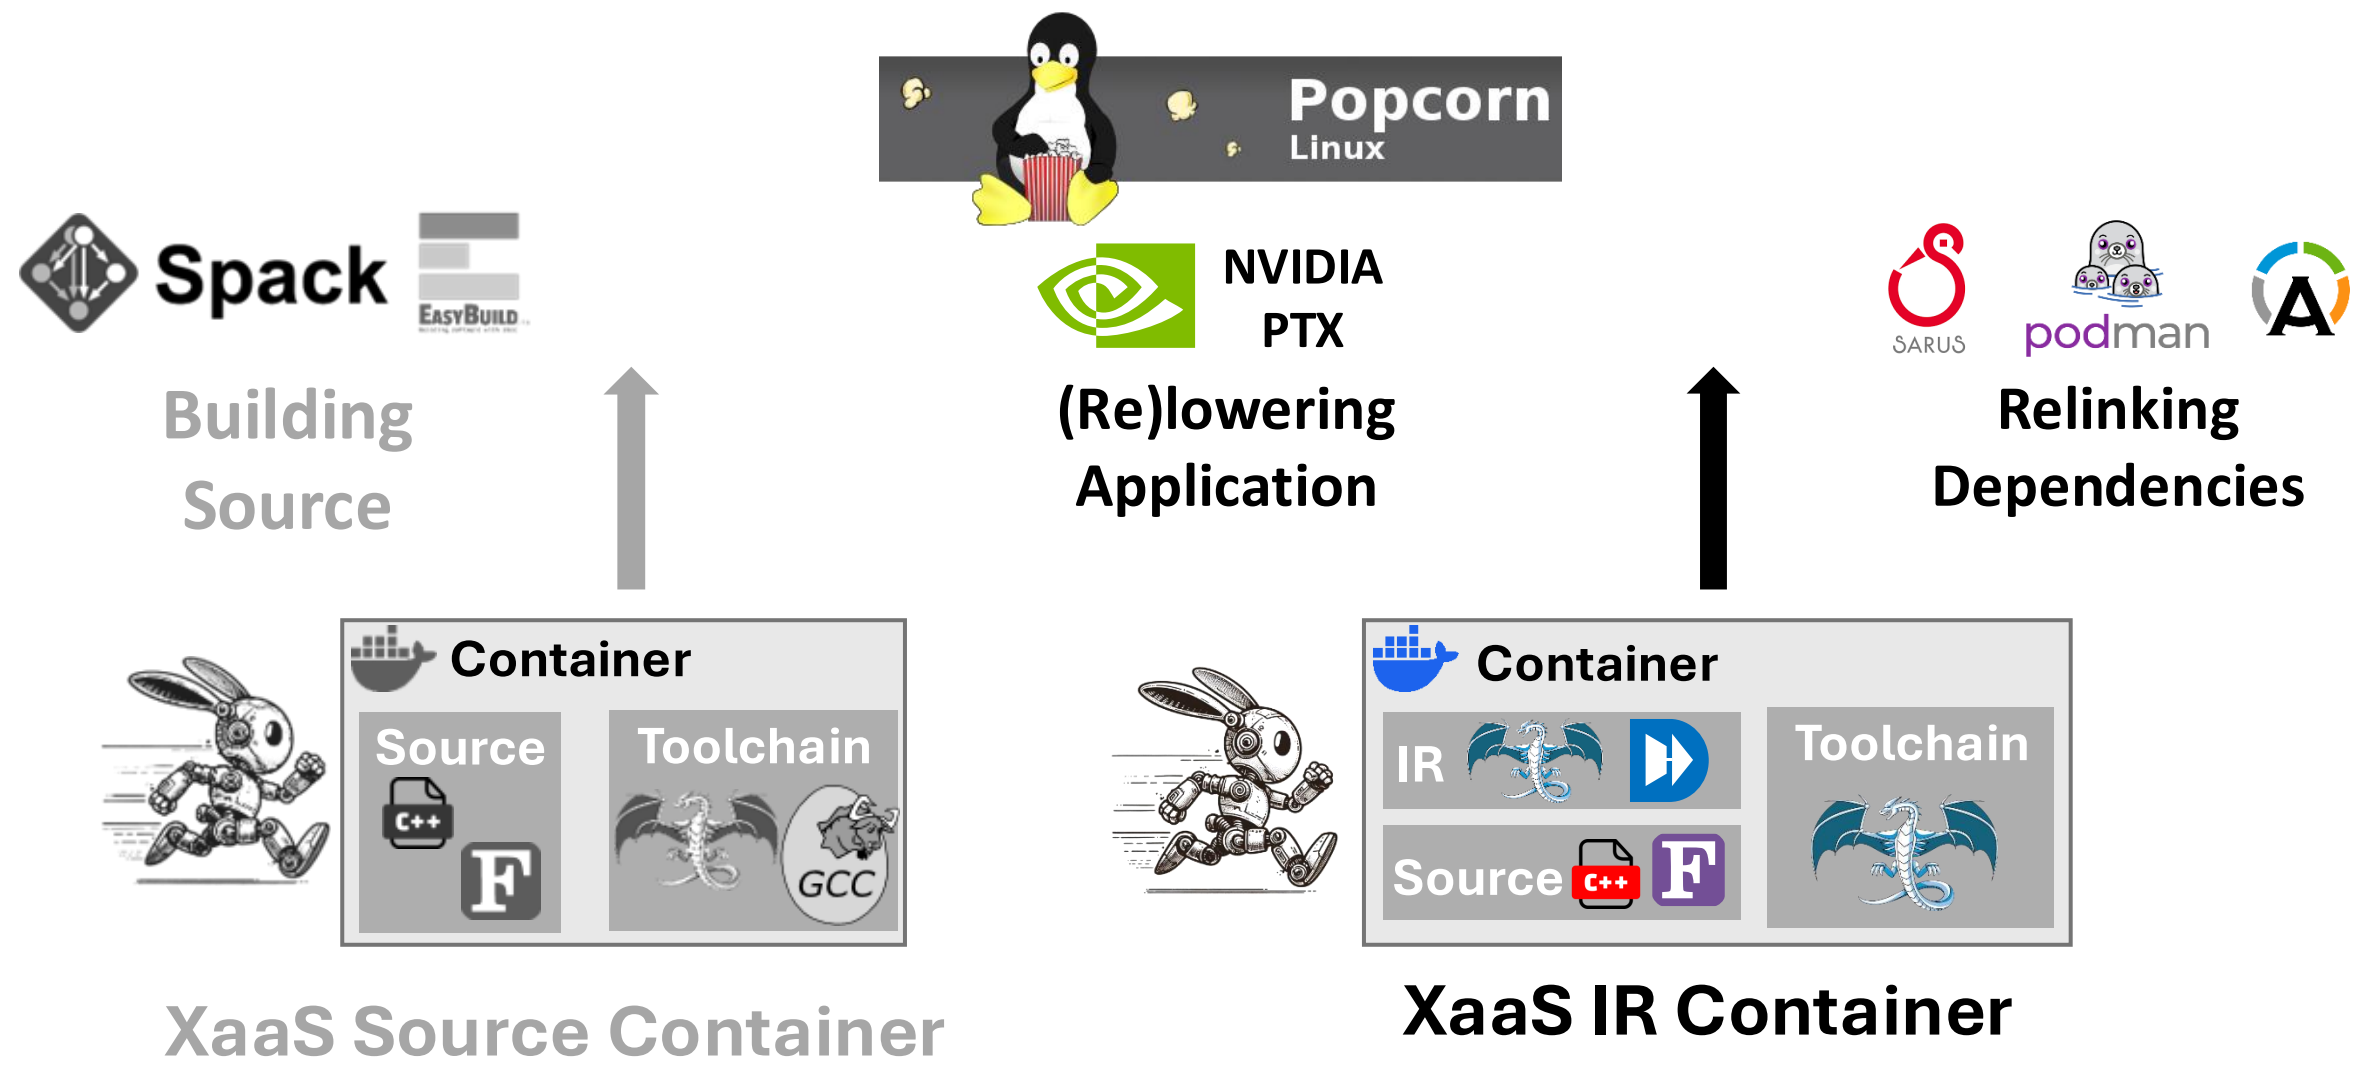 Popcorn
Linux
Spack
EASYBUILD
NVIDIA
PTX
SARUS
podman
A
Building
Source
(Re)lowering
Application
Relinking
Dependencies
Container
Source
C++
F
Toolchain
GCC
Container
IR
Source
C++
F
Toolchain
XaaS Source Container
XaaS IR Container